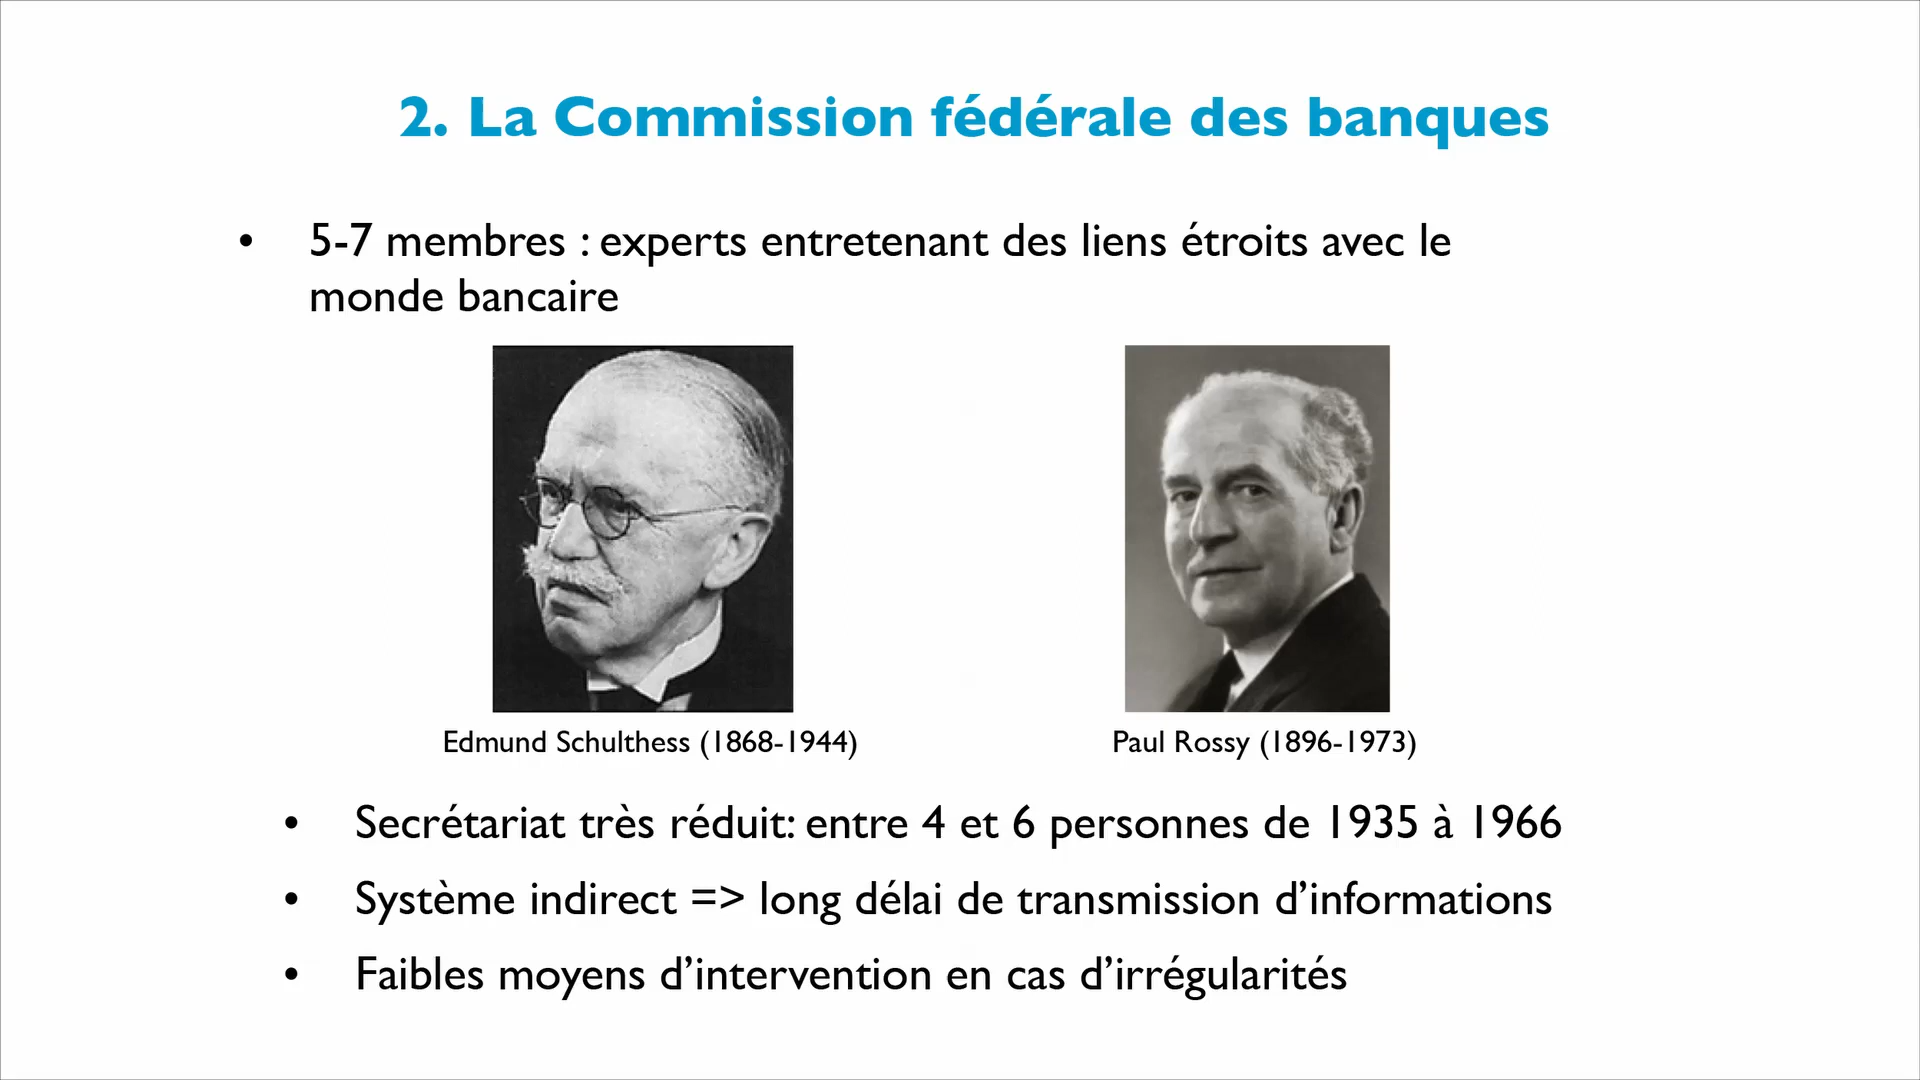 2. La Commission fédérale des banques
• 5-7 membres : experts entretenant des liens étroits avec le
monde bancaire
Edmund Schulthess (1868-1944)
Paul Rossy (1896-1973)
• Secrétariat très réduit: entre 4 et 6 personnes de 1935 à 1966
• Système indirect => long délai de transmission d’informations
• Faibles moyens d’intervention en cas d’irrégularités